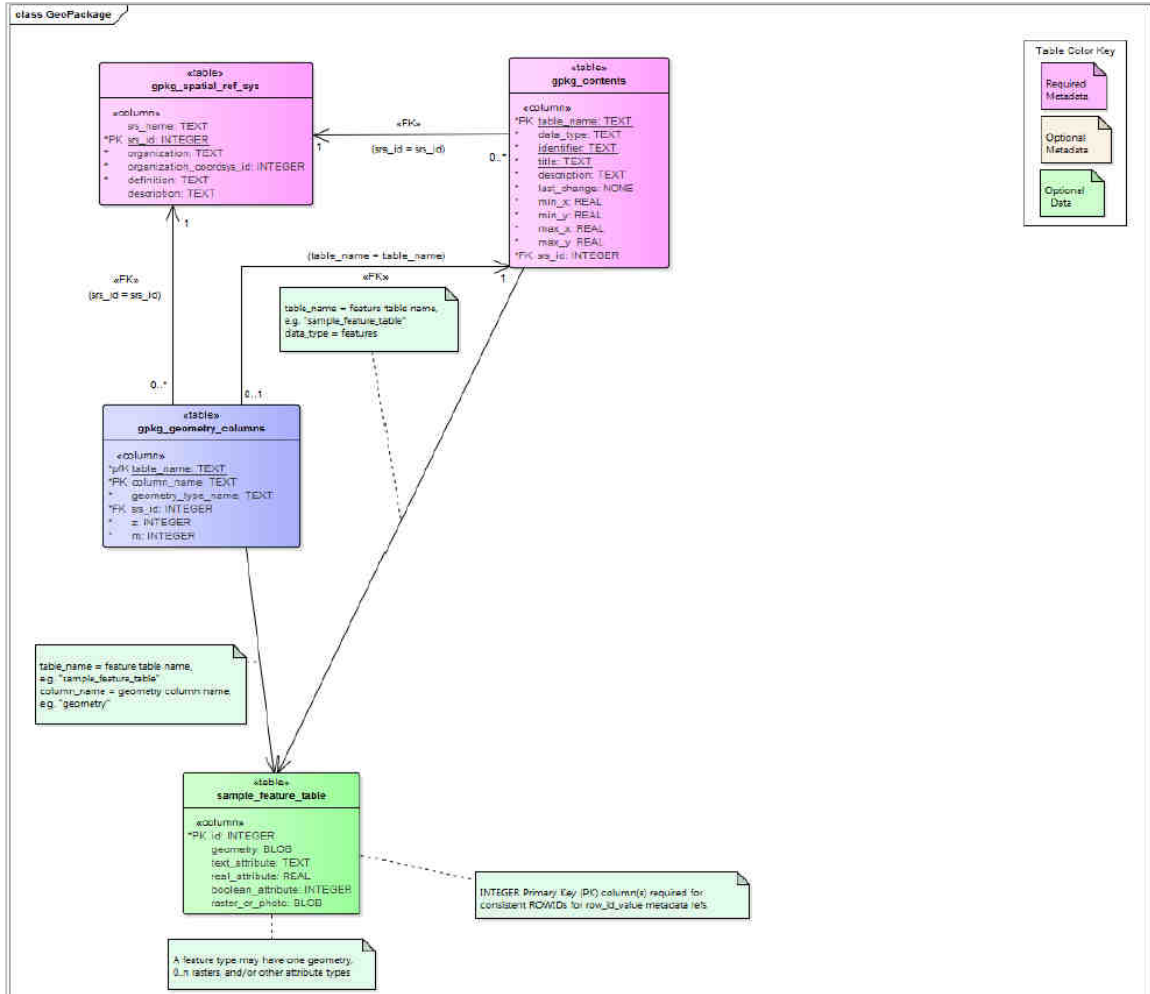 class GeoPackage
«table»
gpkg_spatial_ref_sys
«column»
srs_name: TEXT
*PK srs_id: INTEGER
* organization: TEXT
* organization_coordsys_id: INTEGER
* definition: TEXT
description: TEXT
«table»
gpkg_contents
«column»
*PK table_name: TEXT
* data_type: TEXT
* identifier: TEXT
* title: TEXT
* description: TEXT
* last_change: NONE
* min_x: REAL
* min_y: REAL
* max_x: REAL
* max_y: REAL
*FK srs_id: INTEGER
Table Color Key
Required
Metadata
Optional
Metadata
Optional
Data
«FK»
1
(srs_id = srs_id)
0..*
1
(table_name = table_name)
«FK»
1
«FK»
(srs_id = srs_id)
table_name = feature table name,
e.g. "sample_feature_table"
data_type = features
0..*
0..1
«table»
gpkg_geometry_columns
«column»
*pfK table_name: TEXT
*PK column_name: TEXT
* geometry_type_name: TEXT
*FK srs_id: INTEGER
* z: INTEGER
* m: INTEGER
table_name = feature table name,
e.g. "sample_feature_table"
column_name = geometry column name,
e.g. "geometry"
«table»
sample_feature_table
«column»
*PK id: INTEGER
geometry: BLOB
text_attribute: TEXT
real_attribute: REAL
boolean_attribute: INTEGER
raster_or_photo: BLOB
INTEGER Primary Key (PK) column(s) required for
consistent ROWIDs for row_id_value metadata refs
A feature type may have one geometry,
0..n rasters, and/or other attribute types